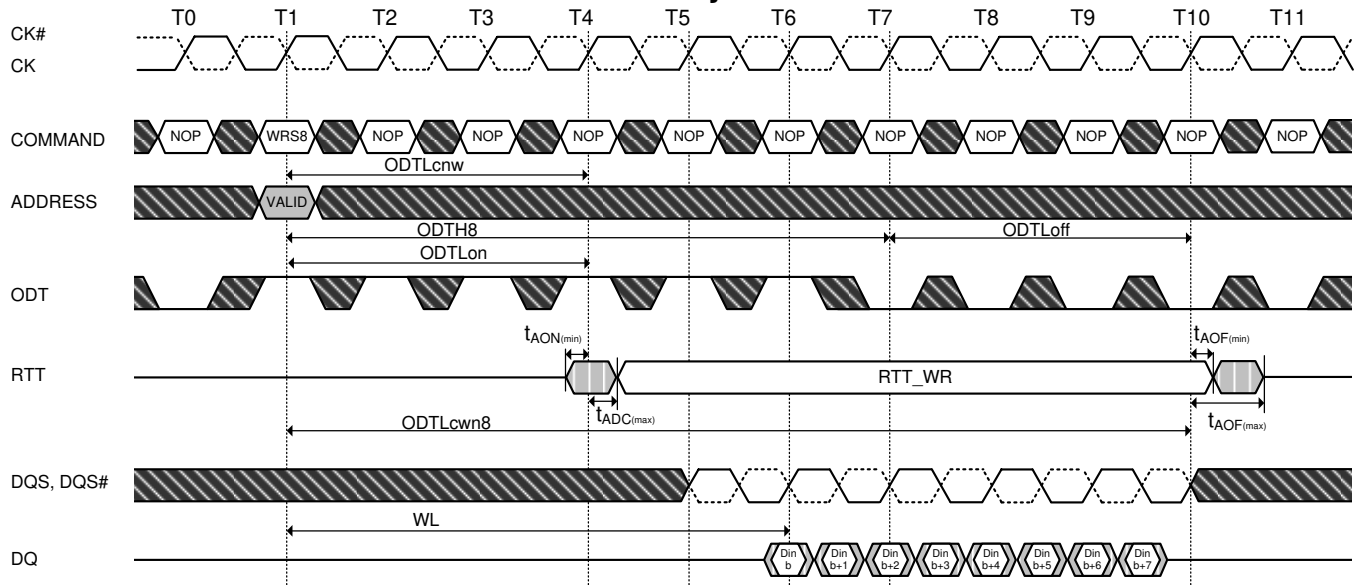 T0 T1 T2 T3 T4 T5 T6 T7 T8 T9 T10 T11
CK#
CK
COMMAND NOP WRS8 NOP NOP NOP NOP NOP NOP NOP NOP NOP NOP
ODTLcnw
ADDRESS VALID
ODTH8 ODTLoff
ODTLon
ODT
tAON(min) tAOF(min)
RTT RTT_WR
tADC(max) tAOF(max)
ODTLcwn8
DQS, DQS#
WL
DQ Din b Din b+1 Din b+2 Din b+3 Din b+4 Din b+5 Din b+6 Din b+7